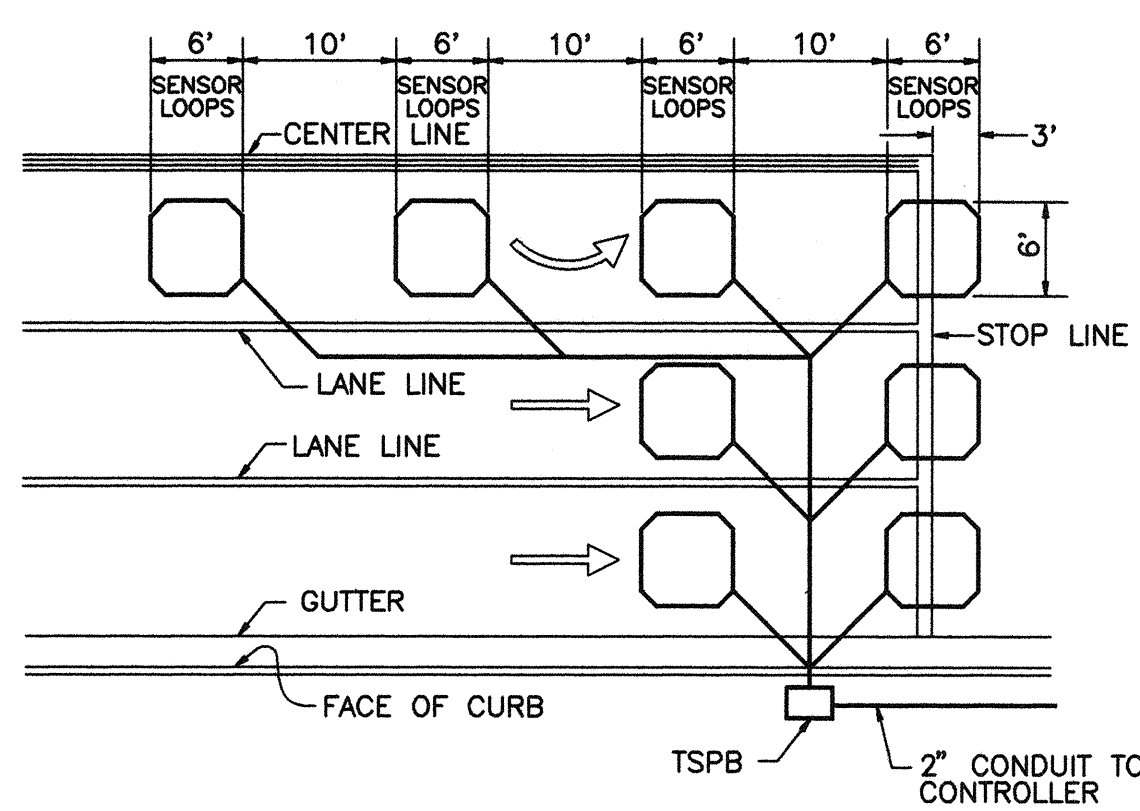 6' 10' 6' 10' 6' 10' 6'
SENSOR LOOPS
SENSOR LOOPS
SENSOR LOOPS
SENSOR LOOPS
3'
CENTER LINE
6'
STOP LINE
LANE LINE
LANE LINE
GUTTER
FACE OF CURB
TSPB
2" CONDUIT TO
CONTROLLER